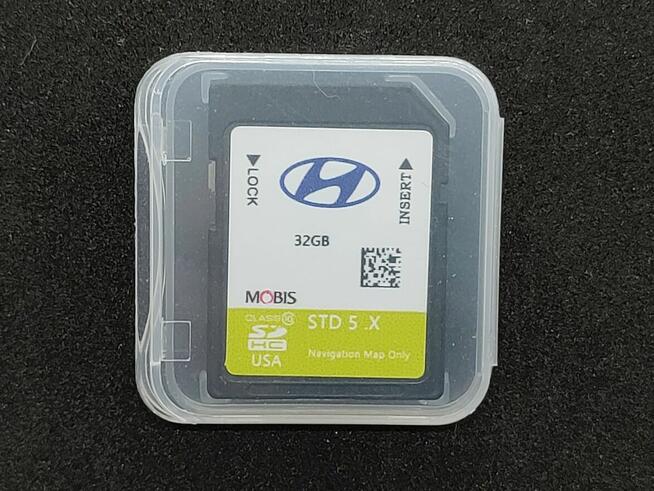 LOCK
INSERT
32GB
MOBIS
CLASS 10
STD 5 .X
SD
HC
USA
Navigation Map Only